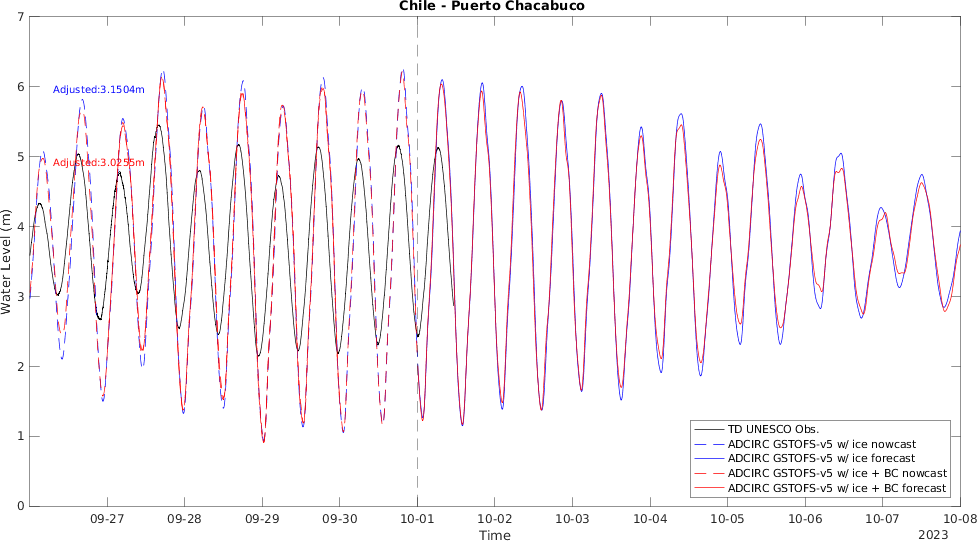 Chile - Puerto Chacabuco
7
6
5
4
3
2
1
0
Water Level (m)
Adjusted:3.1504m
Adjusted:3.0255m
TD UNESCO Obs.
ADCIRC GSTOFS-v5 w/ ice nowcast
ADCIRC GSTOFS-v5 w/ ice forecast
ADCIRC GSTOFS-v5 w/ ice + BC nowcast
ADCIRC GSTOFS-v5 w/ ice + BC forecast
09-27 09-28 09-29 09-30 10-01 10-02 10-03 10-04 10-05 10-06 10-07 10-08
Time
2023